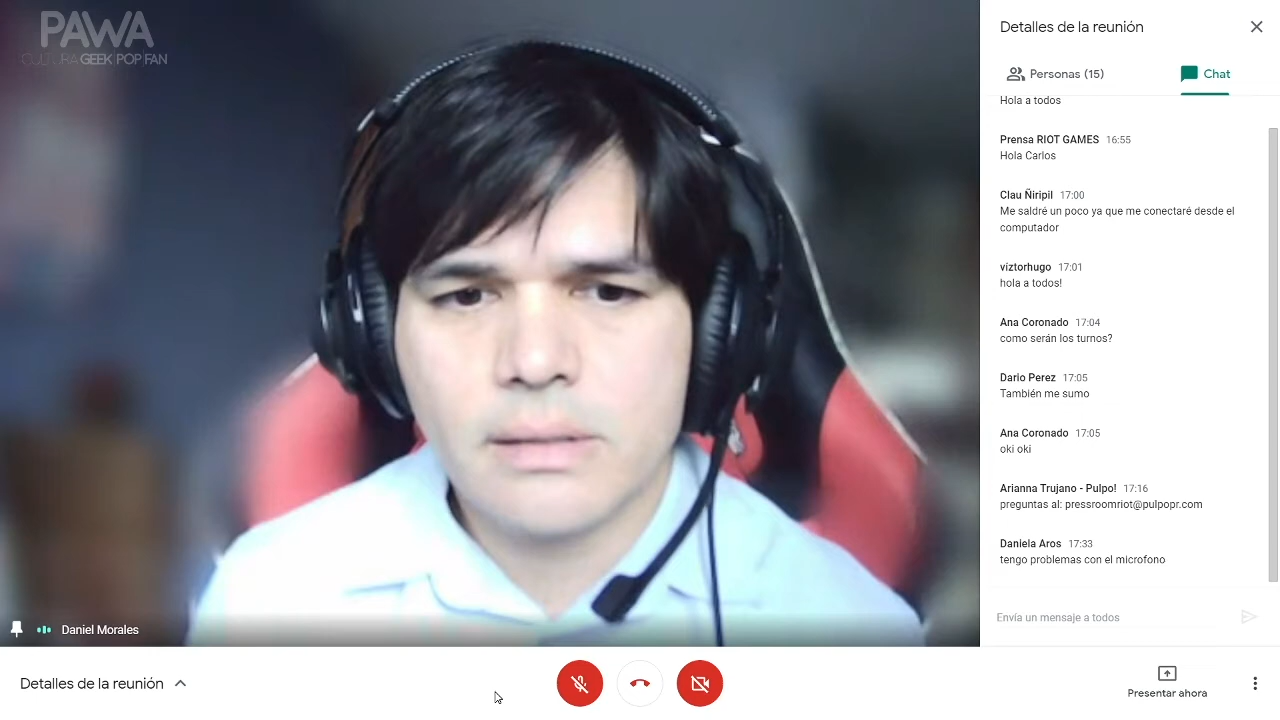 PAWA
CULTURA GEEK POP FAN
Daniel Morales
Detalles de la reunión
Detalles de la reunión
Personas (15)
Chat
Hola a todos
Prensa RIOT GAMES 16:55
Hola Carlos
Clau Ñiripil 17:00
Me saldré un poco ya que me conectaré desde el
computador
víztorhugo 17:01
hola a todos!
Ana Coronado 17:04
como serán los turnos?
Dario Perez 17:05
También me sumo
Ana Coronado 17:05
oki oki
Arianna Trujano - Pulpo! 17:16
preguntas al: pressroomriot@pulpopr.com
Daniela Aros 17:33
tengo problemas con el microfono
Envía un mensaje a todos
Presentar ahora